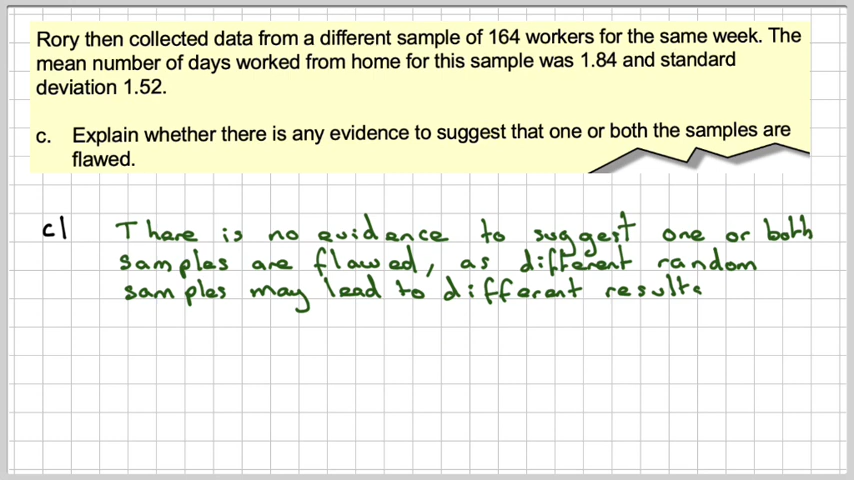 Rory then collected data from a different sample of 164 workers for the same week. The
mean number of days worked from home for this sample was 1.84 and standard
deviation 1.52.
c. Explain whether there is any evidence to suggest that one or both the samples are
flawed.
c) There is no evidence to suggest one or both
samples are flawed, as different random
samples may lead to different results